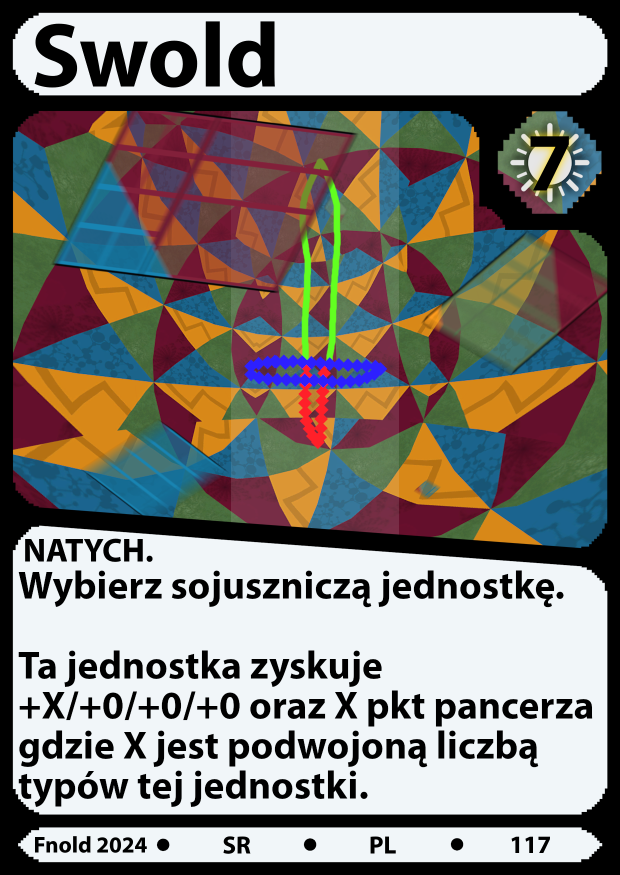 Swold
7
NATYCH.
Wybierz sojuszniczą jednostkę.
Ta jednostka zyskuje
+X/+0/+0/+0 oraz X pkt pancerza
gdzie X jest podwojoną liczbą
typów tej jednostki.
Fnold 2024 • SR • PL • 117